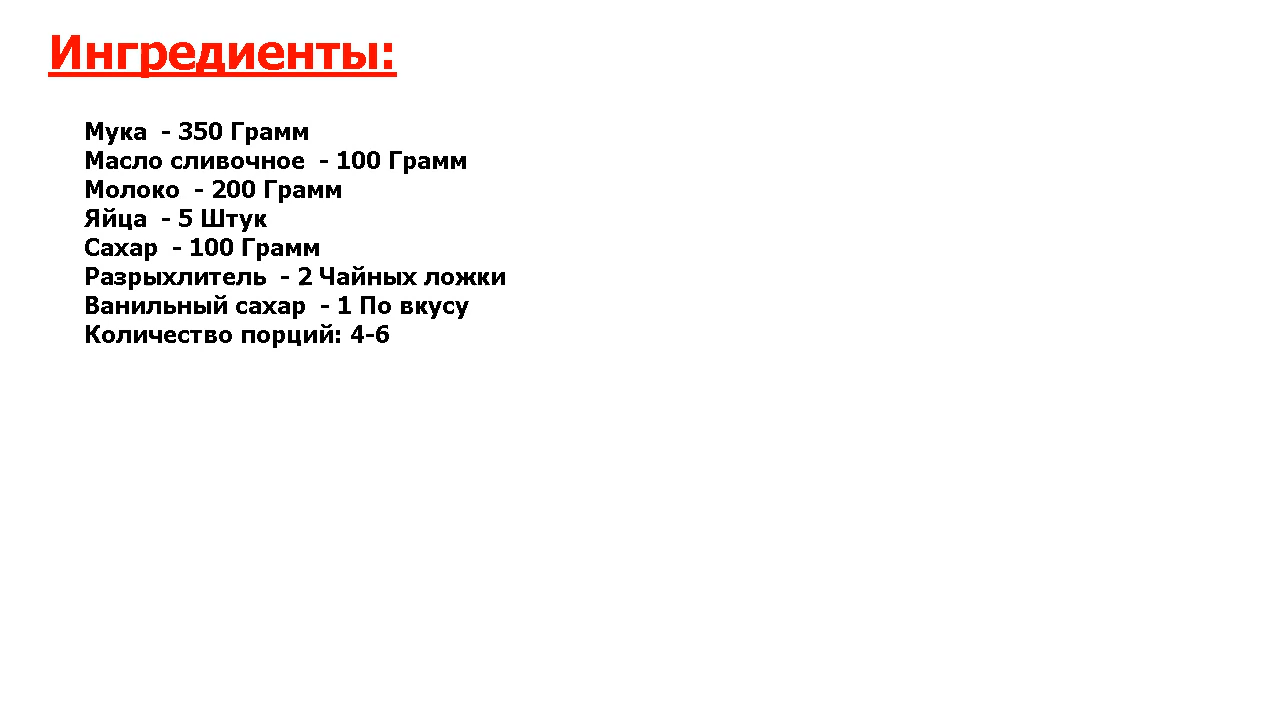 Ингредиенты:
Мука  - 350 Грамм
Масло сливочное  - 100 Грамм
Молоко  - 200 Грамм
Яйца  - 5 Штук
Сахар  - 100 Грамм
Разрыхлитель  - 2 Чайных ложки
Ванильный сахар  - 1 По вкусу
Количество порций: 4-6